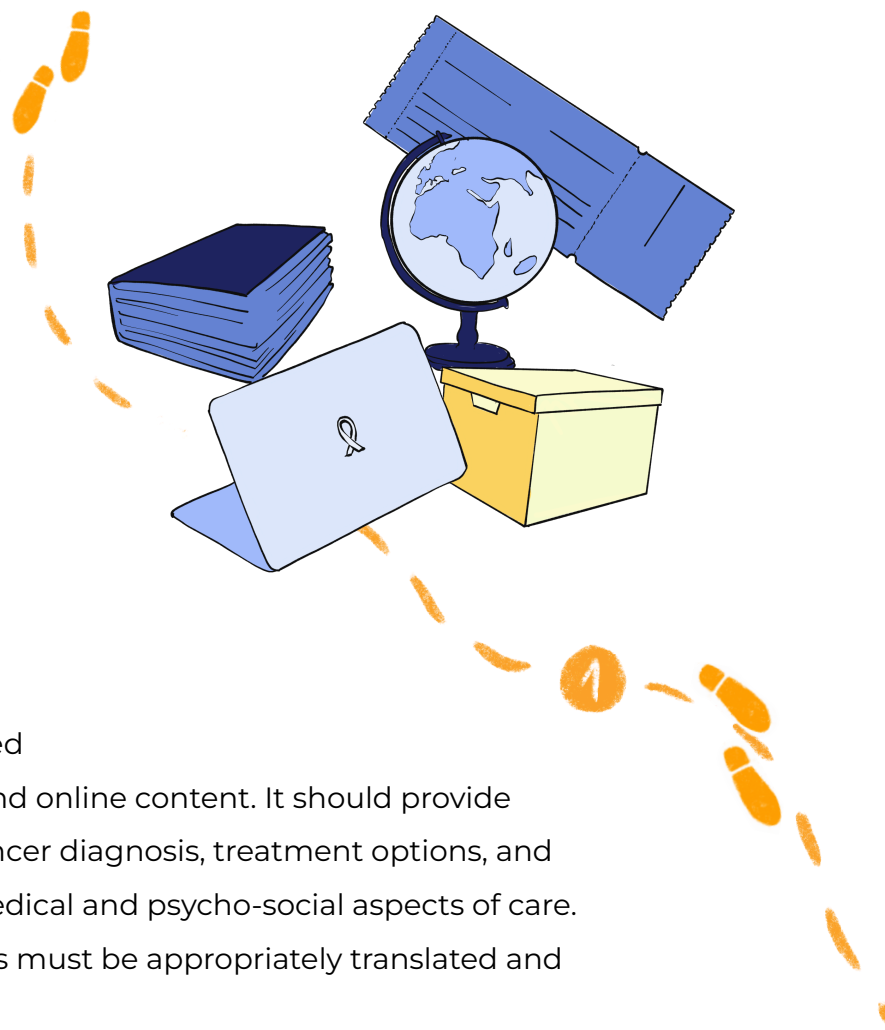 1
ed
nd online content. It should provide
ncer diagnosis, treatment options, and
edical and psycho-social aspects of care.
s must be appropriately translated and